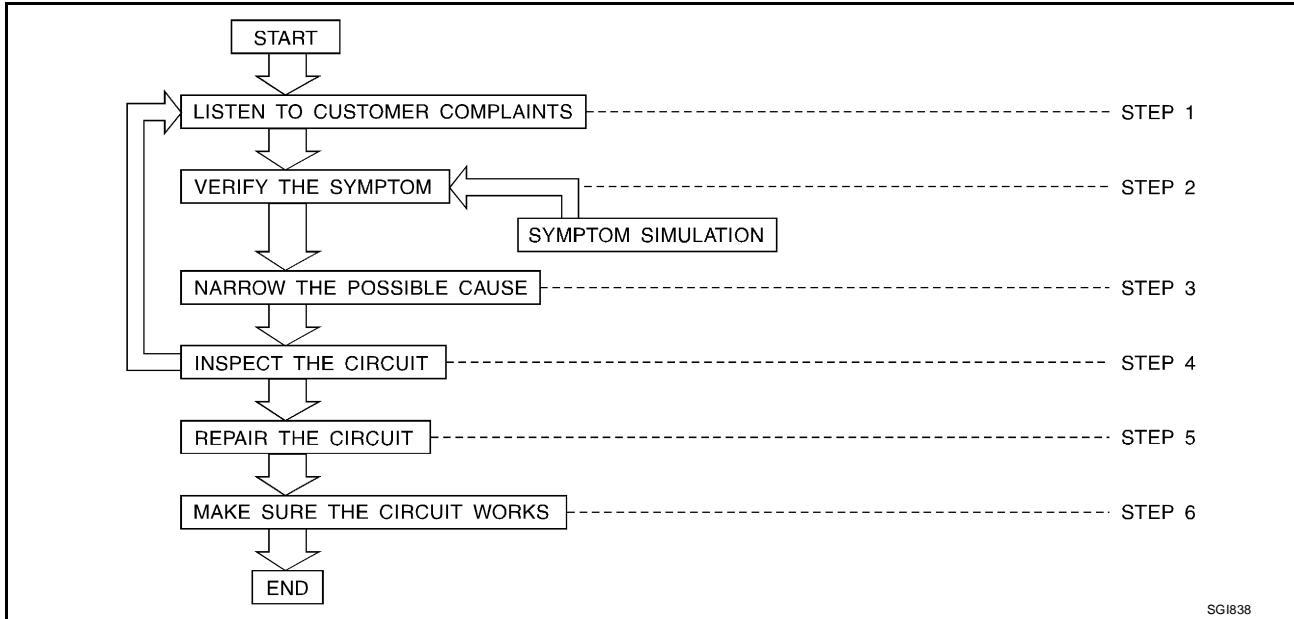 START
LISTEN TO CUSTOMER COMPLAINTS
STEP 1
VERIFY THE SYMPTOM
STEP 2
SYMPTOM SIMULATION
NARROW THE POSSIBLE CAUSE
STEP 3
INSPECT THE CIRCUIT
STEP 4
REPAIR THE CIRCUIT
STEP 5
MAKE SURE THE CIRCUIT WORKS
STEP 6
END
SGI838